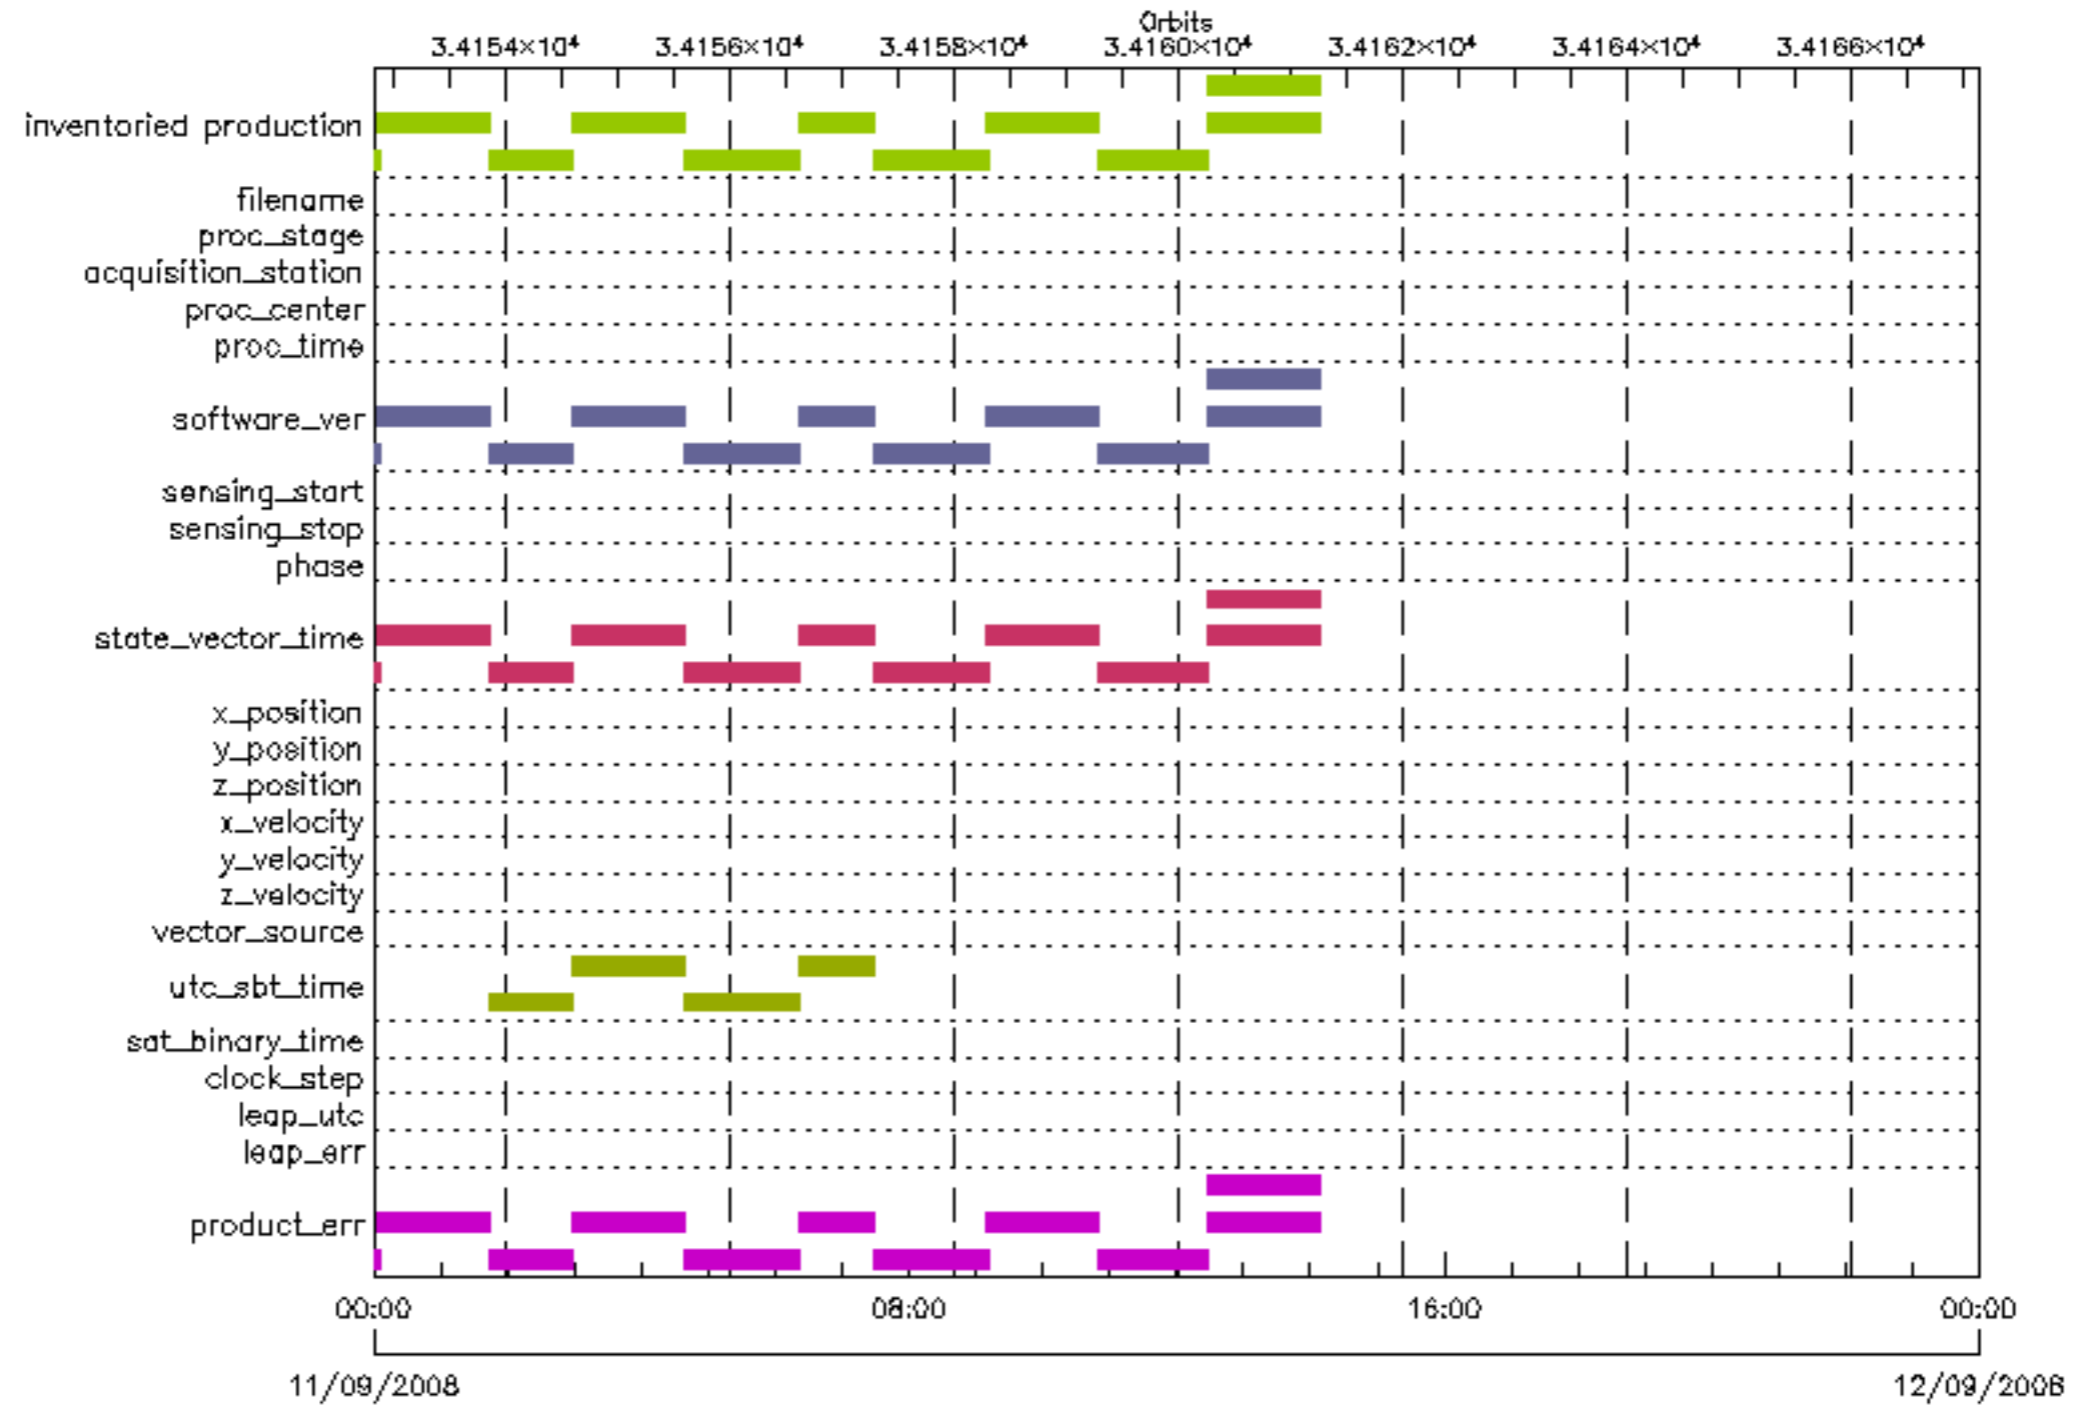 Orbits
3.4154×10⁴ 3.4156×10⁴ 3.4158×10⁴ 3.4160×10⁴ 3.4162×10⁴ 3.4164×10⁴ 3.4166×10⁴
inventoried production
filename
proc_stage
acquisition_station
proc_center
proc_time
software_ver
sensing_start
sensing_stop
phase
state_vector_time
x_position
y_position
z_position
x_velocity
y_velocity
z_velocity
vector_source
utc_sbt_time
sat_binary_time
clock_step
leap_utc
leap_err
product_err
00:00 08:00 16:00 00:00
11/09/2008 12/09/2008